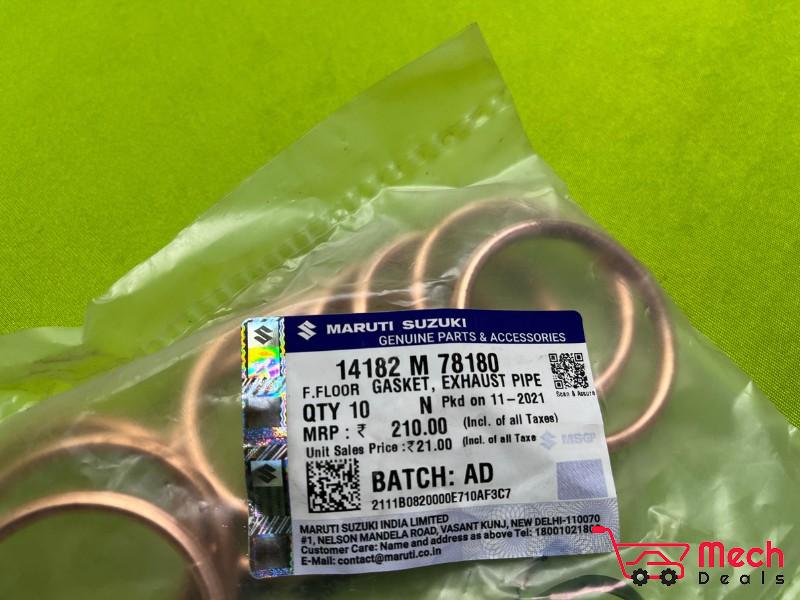 MARUTI SUZUKI
GENUINE PARTS & ACCESSORIES
14182 M 78180
F.FLOOR GASKET, EXHAUST PIPE
Scan & Assure
QTY 10 N Pkd on 11-2021
MRP : ₹ 210.00 (Incl. of all Taxes)
Unit Sales Price :₹21.00 (Incl. of all Taxe
MSGP
BATCH: AD
2111B0820000E710AF3C7
MARUTI SUZUKI INDIA LIMITED
#1, NELSON MANDELA ROAD, VASANT KUNJ, NEW DELHI-110070
Customer Care: Name and address as above Tel: 1800102180
E-Mail: contact@maruti.co.in
Mech
Deals